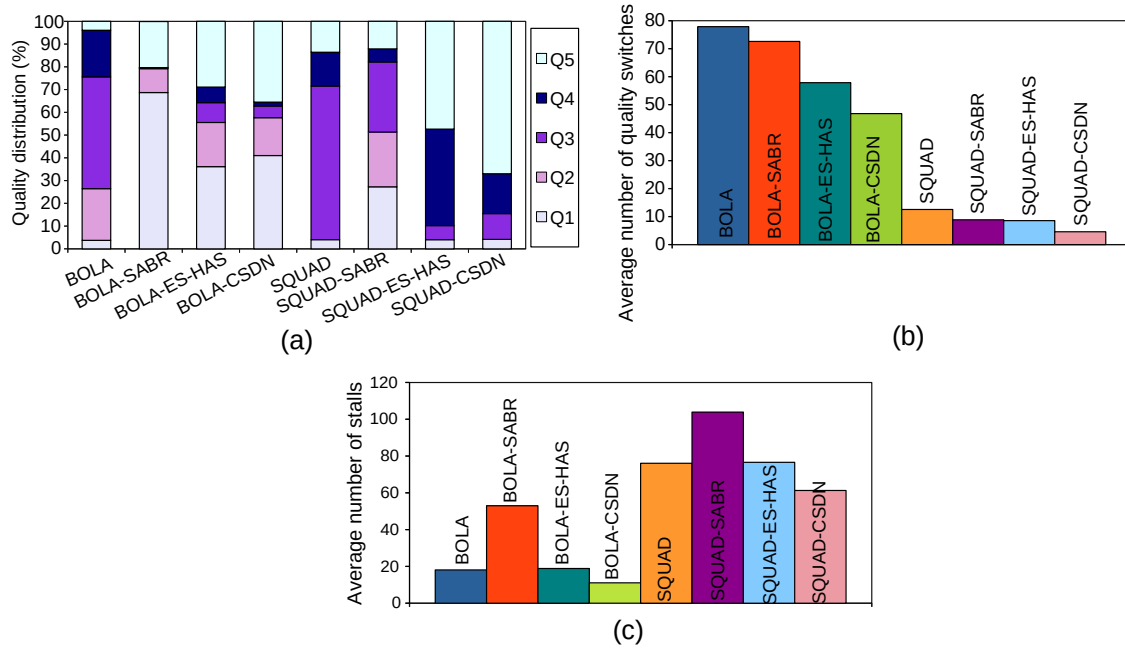 Quality distribution (%)
100
90
80
70
60
50
40
30
20
10
0
BOLA
BOLA-SABR
BOLA-ES-HAS
BOLA-CSDN
SQUAD
SQUAD-SABR
SQUAD-ES-HAS
SQUAD-CSDN
Q5
Q4
Q3
Q2
Q1
(a)
Average number of quality switches
80
70
60
50
40
30
20
10
0
BOLA
BOLA-SABR
BOLA-ES-HAS
BOLA-CSDN
SQUAD
SQUAD-SABR
SQUAD-ES-HAS
SQUAD-CSDN
(b)
Average number of stalls
120
100
80
60
40
20
0
BOLA
BOLA-SABR
BOLA-ES-HAS
BOLA-CSDN
SQUAD
SQUAD-SABR
SQUAD-ES-HAS
SQUAD-CSDN
(c)